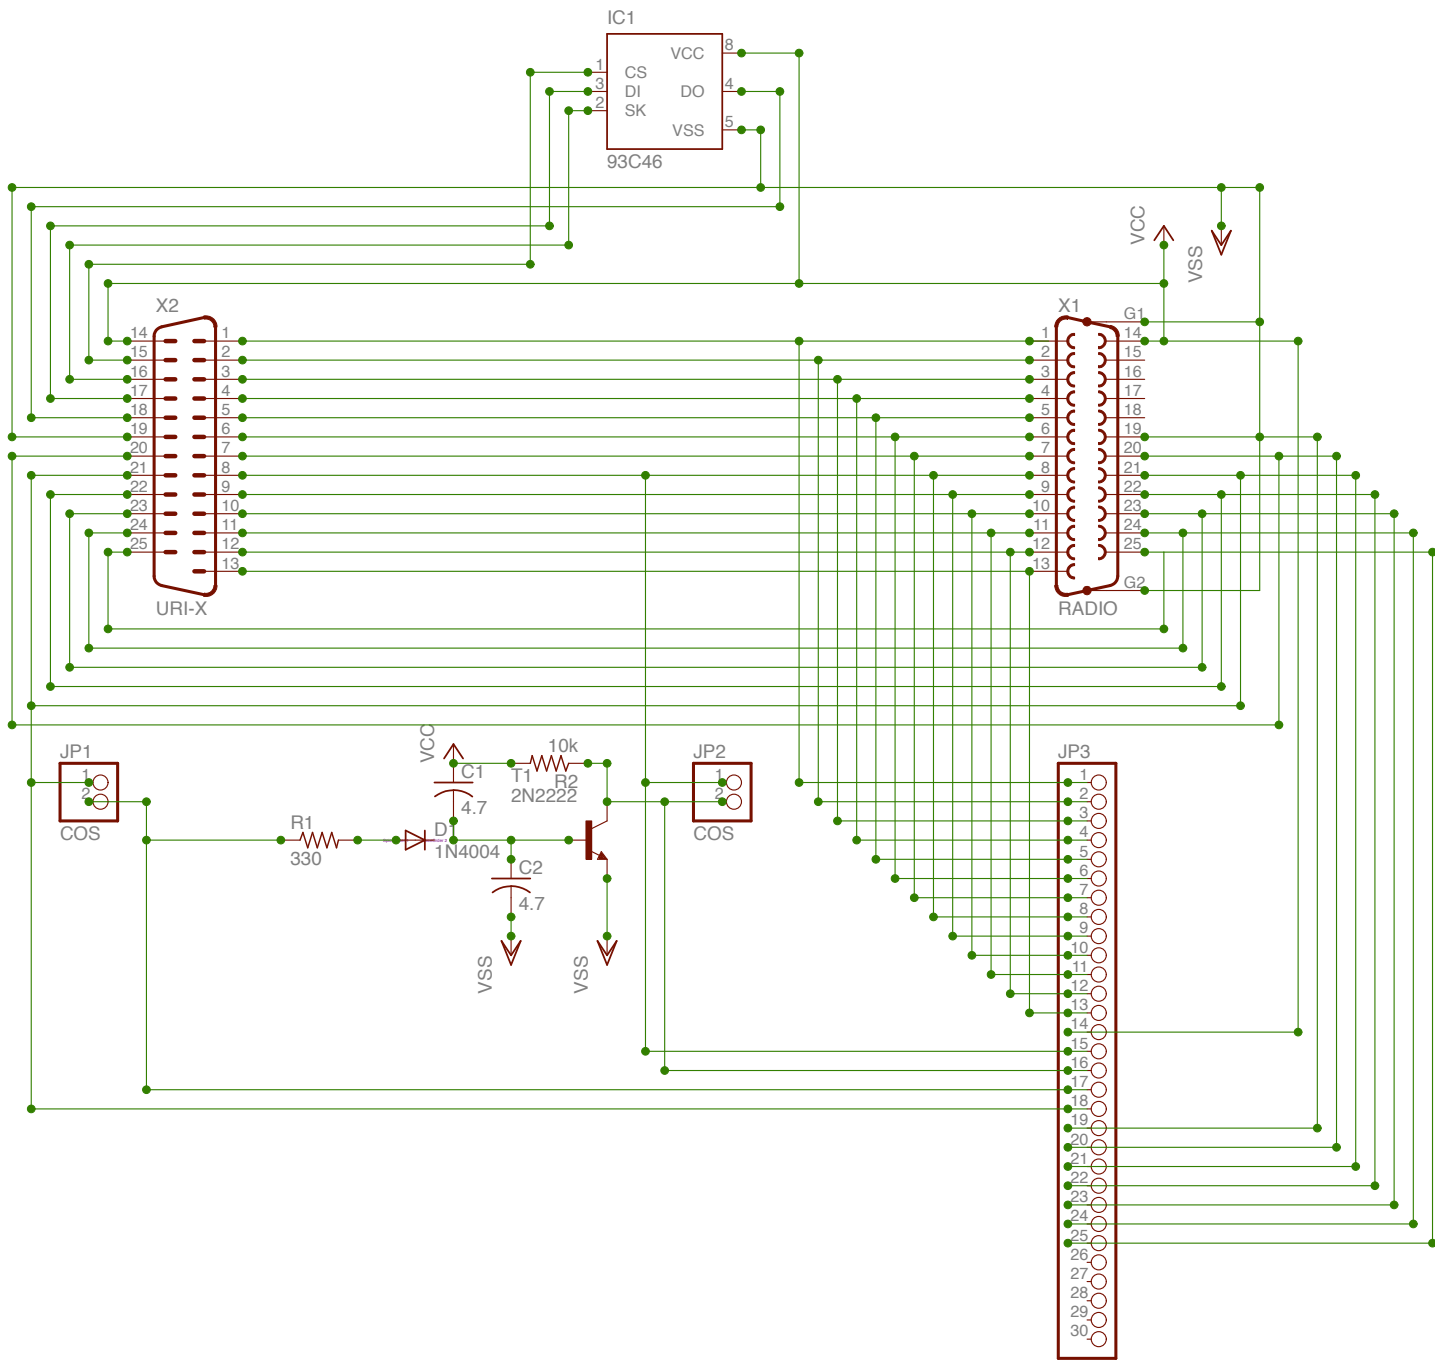 IC1
VCC 8
1 CS
3 DI
DO 4
2 SK
VSS 5
93C46
VCC
VSS
X2
X1
G1
14 1
1 14
15 2
2 15
16 3
3 16
17 4
4 17
18 5
5 18
19 6
6 19
20 7
7 20
21 8
8 21
22 9
9 22
23 10
10 23
24 11
11 24
25 12
12 25
13
13
G2
URI-X
RADIO
VCC
10k
JP1
JP2
JP3
C1
T1
R2
1
2
2N2222
4.7
1
2
COS
R1
330
D1
1N4004
COS
C2
4.7
VSS
VSS
1
2
3
4
5
6
7
8
9
10
11
12
13
14
15
16
17
18
19
20
21
22
23
24
25
26
27
28
29
30